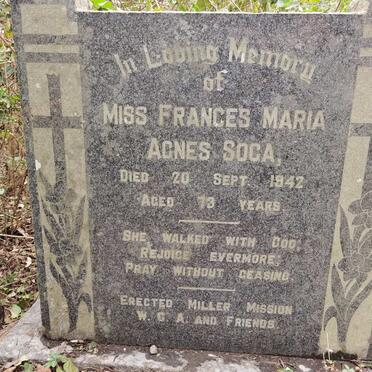 In Loving Memory
of
MISS FRANCES MARIA
AGNES SOGA,
DIED 20 SEPT. 1942
AGED 73 YEARS
SHE WALKED WITH GOD;
REJOICE EVERMORE;
PRAY WITHOUT CEASING
ERECTED MILLER MISSION
W. C. A. AND FRIENDS.